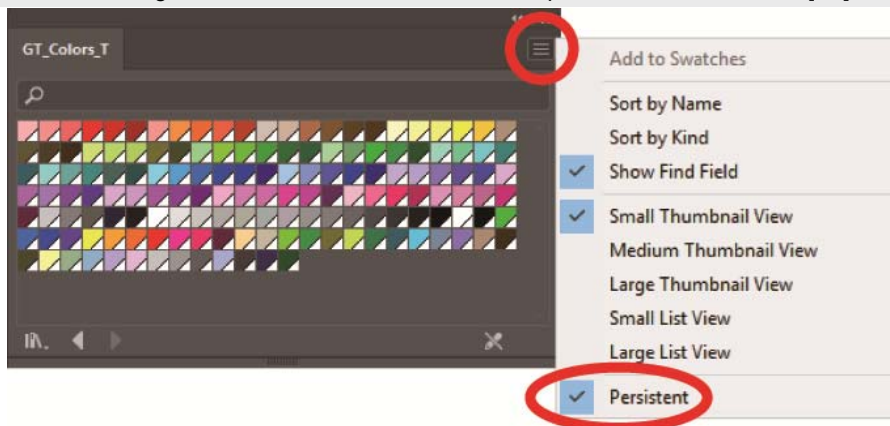 GT_Colors_T
Add to Swatches
Sort by Name
Sort by Kind
Show Find Field
Small Thumbnail View
Medium Thumbnail View
Large Thumbnail View
Small List View
Large List View
Persistent